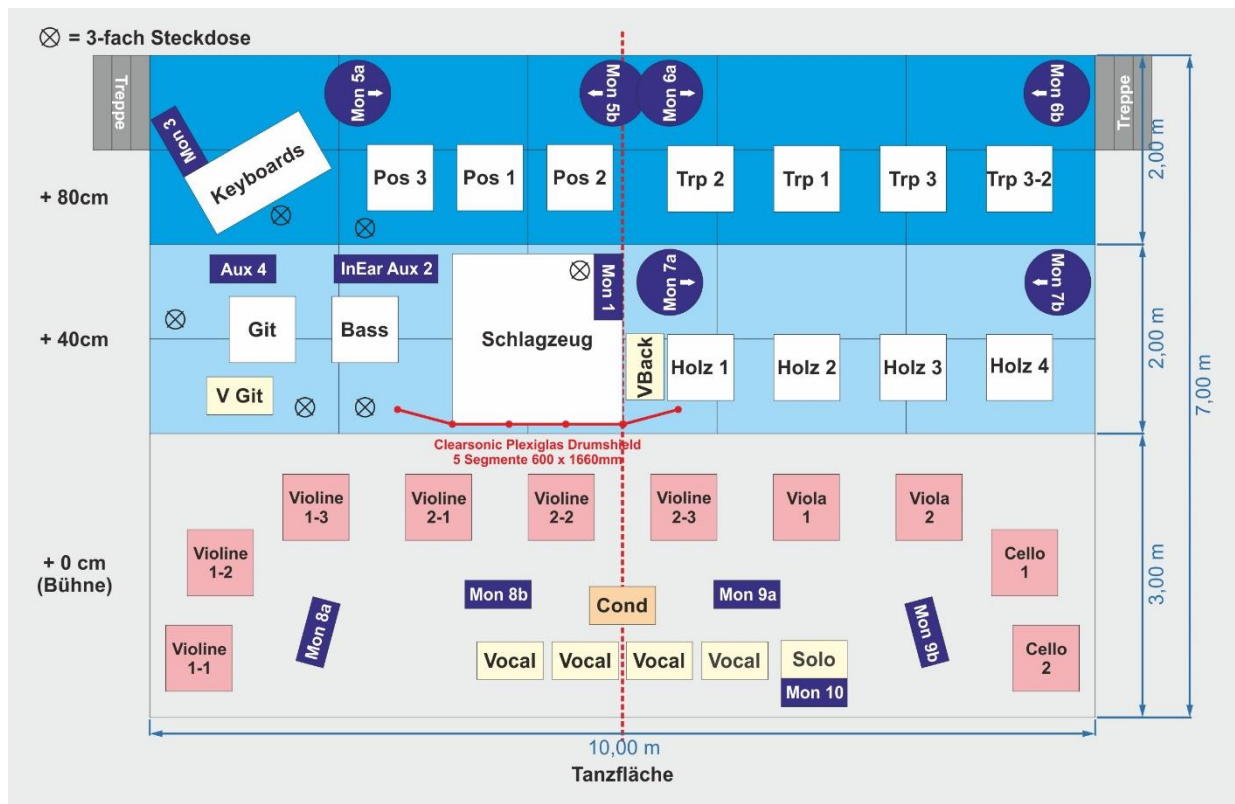 ⊗ = 3-fach Steckdose
Treppe
Mon 5a
Mon 5b
Mon 6a
Mon 6b
Treppe
Mon 3
Keyboards
Pos 3
Pos 1
Pos 2
Trp 2
Trp 1
Trp 3
Trp 3-2
2,00 m
+ 80cm
Aux 4
InEar Aux 2
Mon 1
Mon 7a
Mon 7b
Git
Bass
Schlagzeug
+ 40cm
VBack
Holz 1
Holz 2
Holz 3
Holz 4
2,00 m
7,00 m
V Git
Clearsonic Plexiglas Drumshield
5 Segmente 600 x 1660mm
Violine
1-3
Violine
2-1
Violine
2-2
Violine
2-3
Viola
1
Viola
2
Violine
1-2
Cello
1
+ 0 cm
(Bühne)
3,00 m
Mon 8a
Mon 8b
Cond
Mon 9a
Mon 9b
Violine
1-1
Vocal
Vocal
Vocal
Vocal
Solo
Mon 10
Cello
2
10,00 m
Tanzfläche